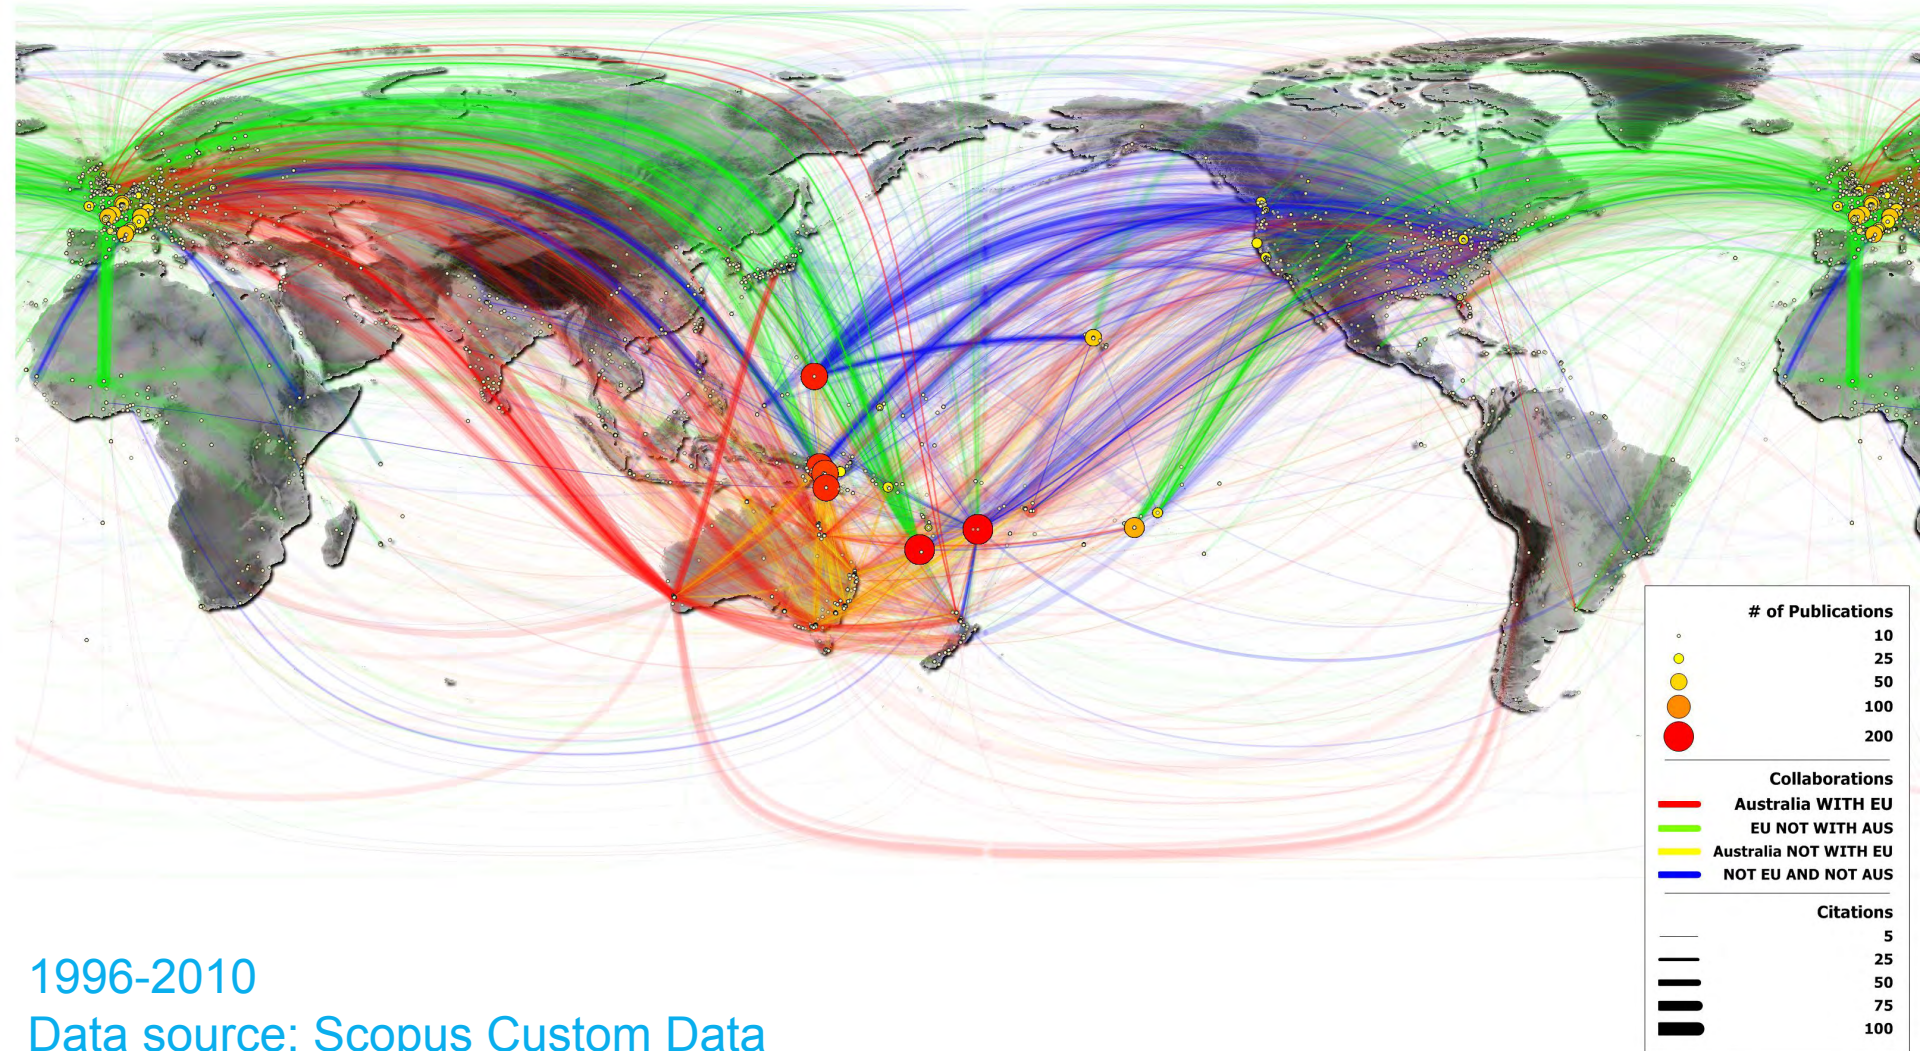 # of Publications
10
25
50
100
200
Collaborations
Australia WITH EU
EU NOT WITH AUS
Australia NOT WITH EU
NOT EU AND NOT AUS
Citations
5
25
50
75
100
1996-2010
Data source: Scopus Custom Data